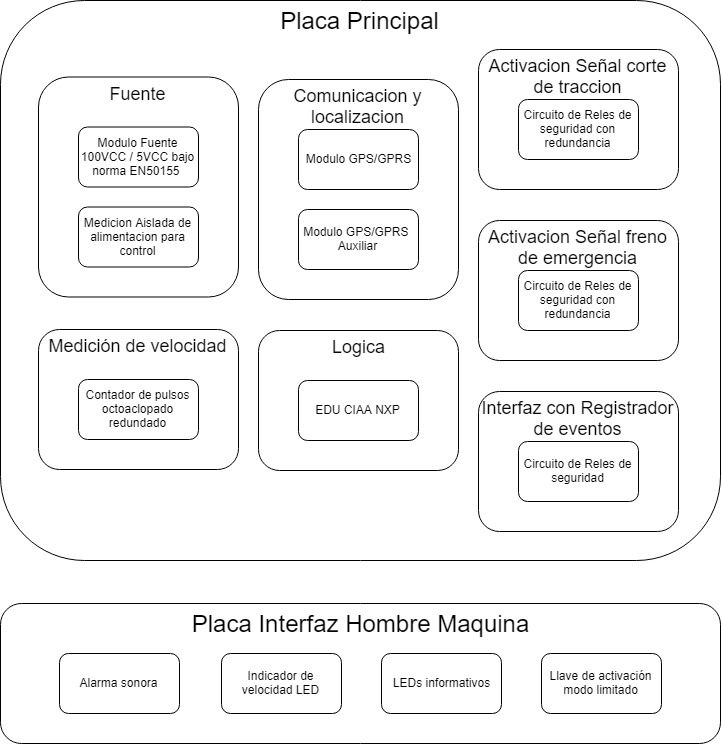 Placa Principal
Fuente
Modulo Fuente
100VCC / 5VCC bajo
norma EN50155
Medicion Aislada de
alimentacion para
control
Comunicacion y
localizacion
Modulo GPS/GPRS
Modulo GPS/GPRS
Auxiliar
Activacion Señal corte
de traccion
Circuito de Reles de
seguridad con
redundancia
Activacion Señal freno
de emergencia
Circuito de Reles de
seguridad con
redundancia
Medición de velocidad
Contador de pulsos
octoaclopado
redundado
Logica
EDU CIAA NXP
Interfaz con Registrador
de eventos
Circuito de Reles de
seguridad
Placa Interfaz Hombre Maquina
Alarma sonora
Indicador de
velocidad LED
LEDs informativos
Llave de activación
modo limitado